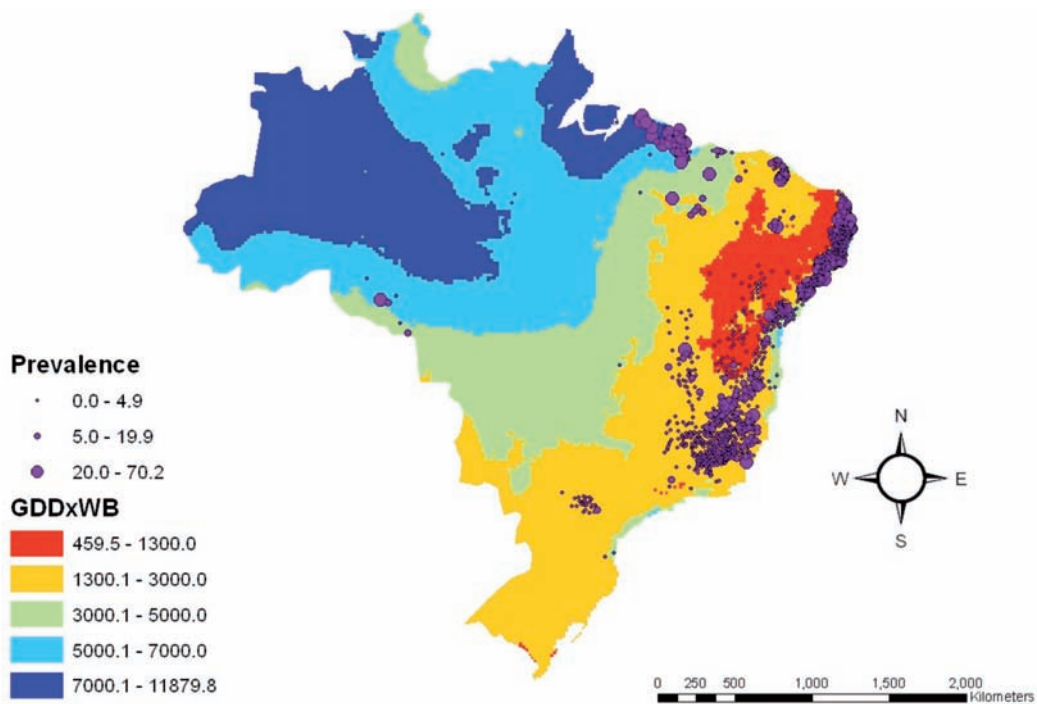 Prevalence
0.0 - 4.9
5.0 - 19.9
20.0 - 70.2
GDDxWB
459.5 - 1300.0
1300.1 - 3000.0
3000.1 - 5000.0
5000.1 - 7000.0
7000.1 - 11879.8
N
W E
S
0 250 500 1,000 1,500 2,000
Kilometers